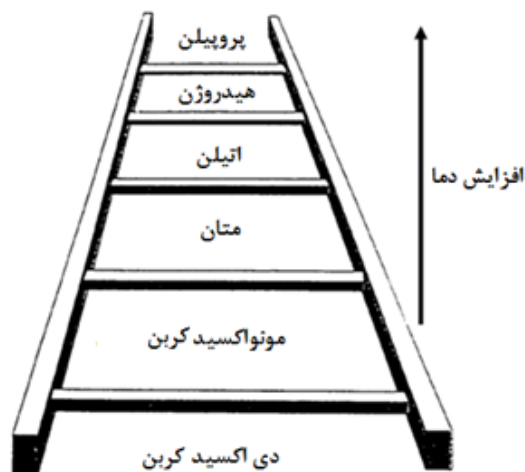 پروپیلن
هیدروژن
اتیلن
افزایش دما
متان
مونواکسید کربن
دی اکسید کربن